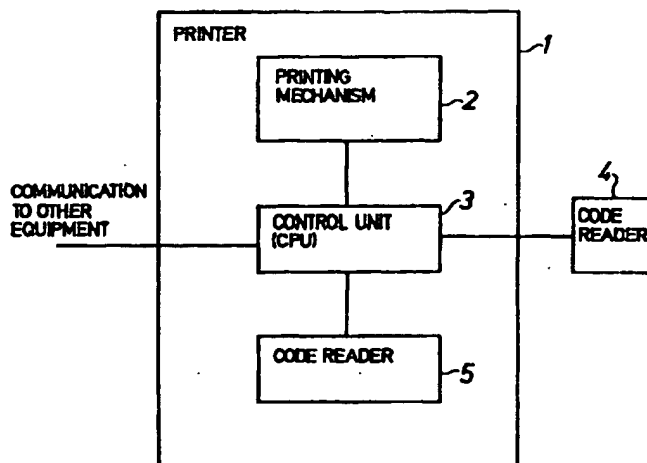 PRINTER
1
PRINTING
MECHANISM
2
COMMUNICATION
TO OTHER
EQUIPMENT
3
CONTROL UNIT
(CPU)
4
CODE
READER
CODE READER
5